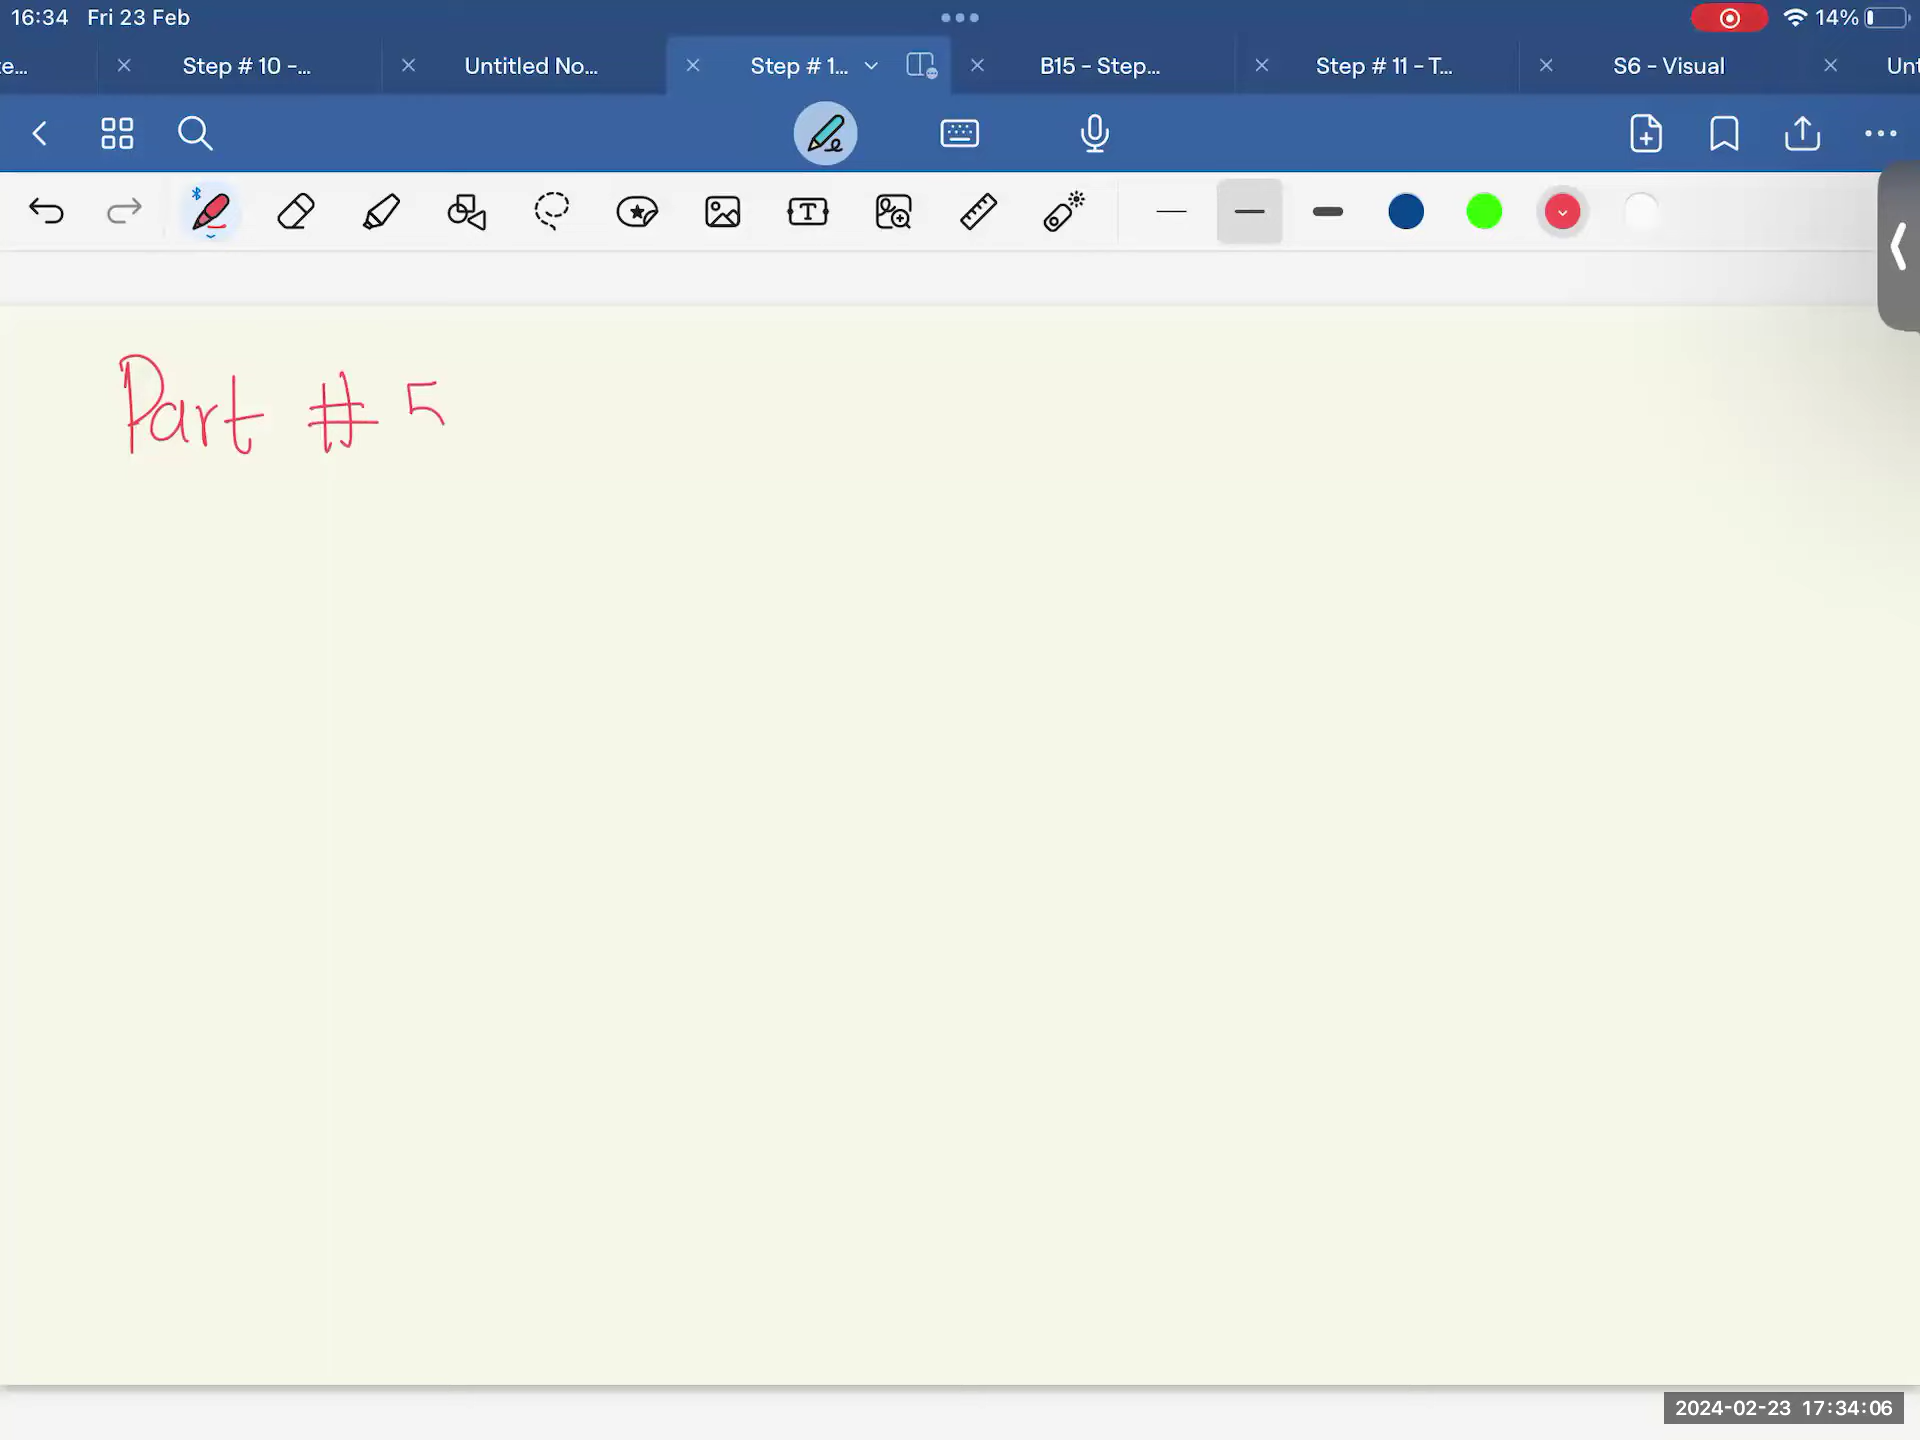 16:34 Fri 23 Feb
14%
e...
Step # 10 -...
Untitled No...
Step # 1...
B15 - Step...
Step # 11 - T...
S6 - Visual
Unt
Part # 5
2024-02-23 17:34:06